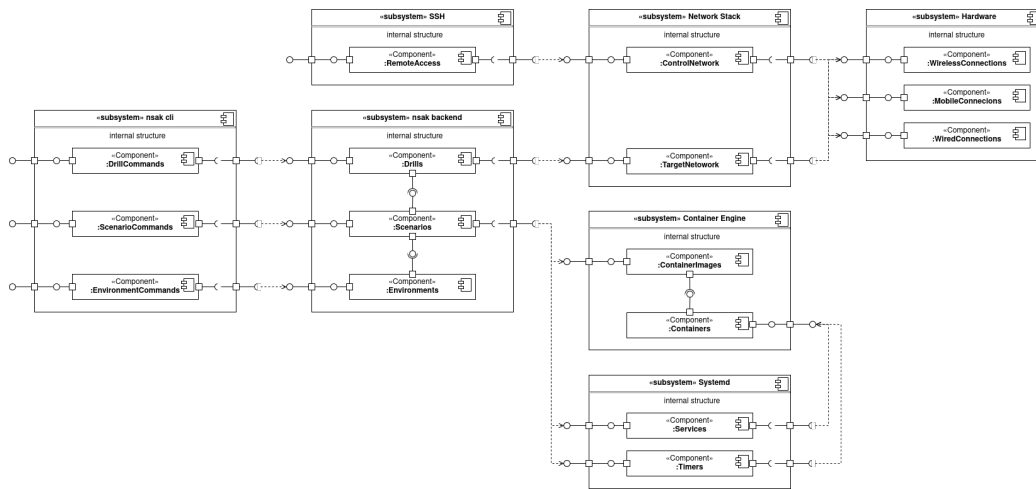 «subsystem» SSH
internal structure
«Component»
:RemoteAccess
«subsystem» Network Stack
internal structure
«Component»
:ControlNetwork
«Component»
:TargetNetowork
«subsystem» Hardware
internal structure
«Component»
:WirelessConnections
«Component»
:MobileConnecions
«Component»
:WiredConnections
«subsystem» nsak cli
internal structure
«Component»
:DrillCommands
«Component»
:ScenarioCommands
«Component»
:EnvironmentCommands
«subsystem» nsak backend
internal structure
«Component»
:Drills
«Component»
:Scenarios
«Component»
:Environments
«subsystem» Container Engine
internal structure
«Component»
:ContainerImages
«Component»
:Containers
«subsystem» Systemd
internal structure
«Component»
:Services
«Component»
:Timers